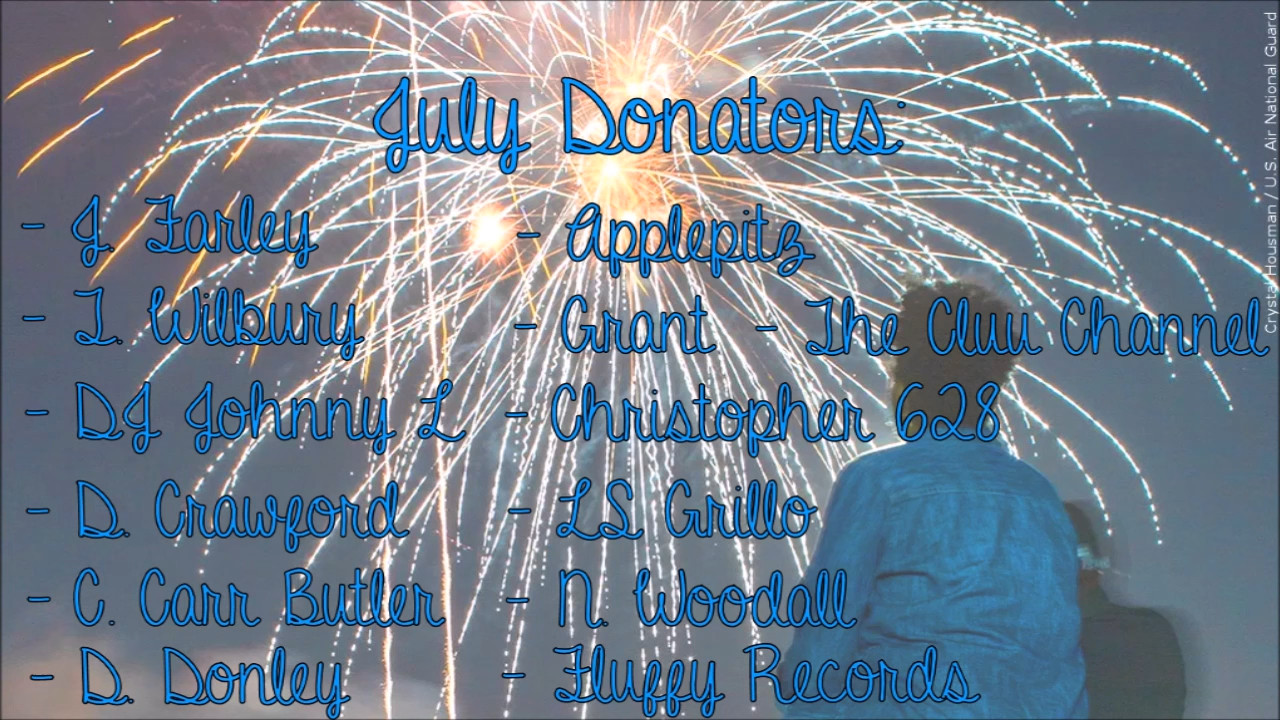 July Donators:
- J. Farley
- T. Wilbury
- DJ Johnny L
- D. Crawford
- C. Carr Butler
- D. Donley
- Applepitz
- Grant - The Cluu Channel
- Christopher 628
- LS Grillo
- N. Woodall
- Fluffy Records
Crystal Housman / U.S. Air National Guard